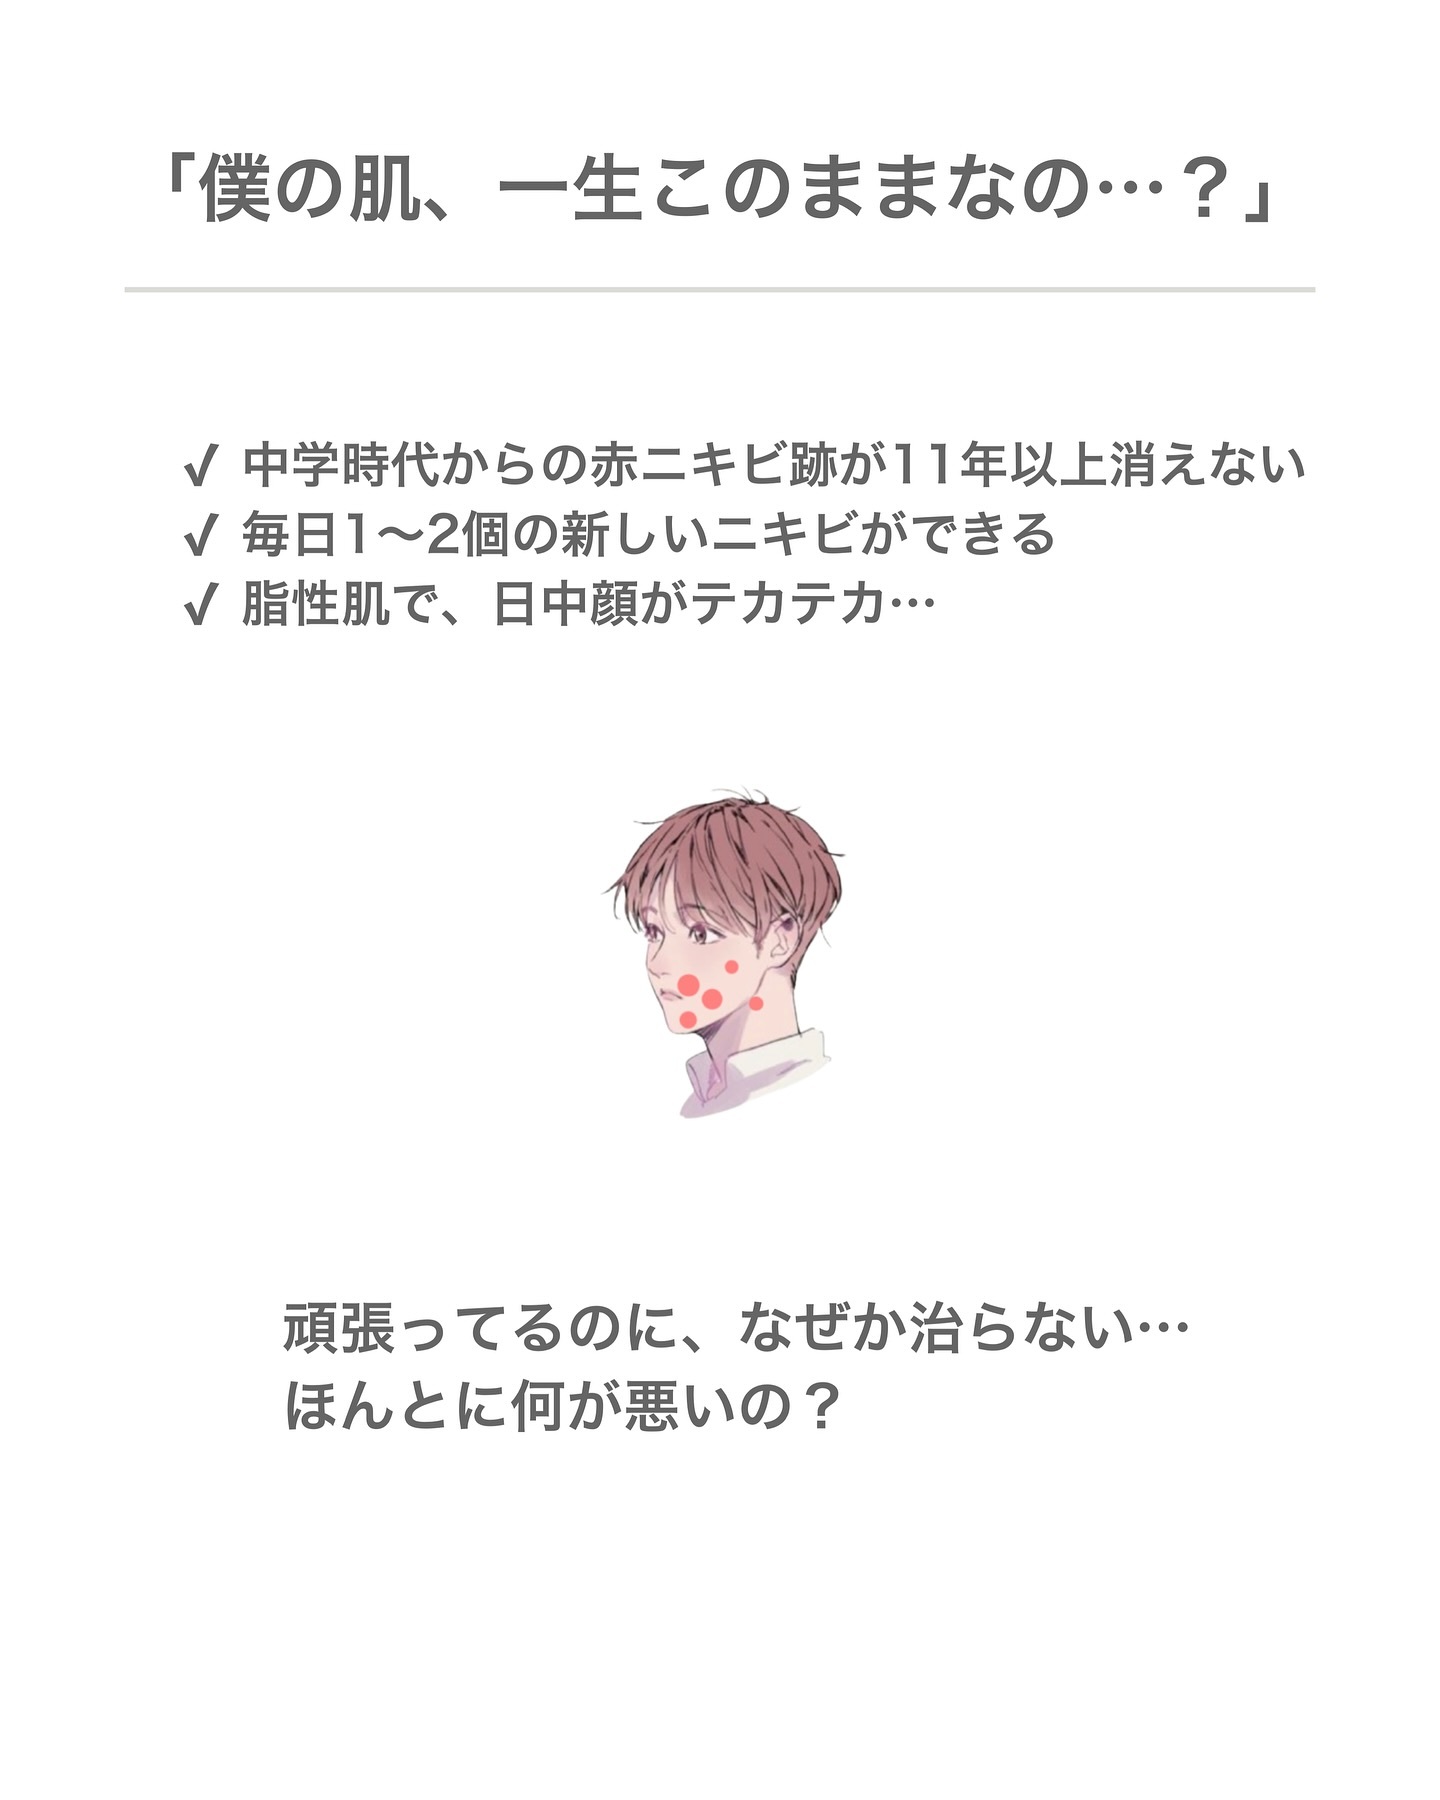 「僕の肌、一生このままなの…？」
✓ 中学時代からの赤ニキビ跡が11年以上消えない
✓ 毎日1〜2個の新しいニキビができる
✓ 脂性肌で、日中顔がテカテカ…
頑張ってるのに、なぜか治らない…
ほんとに何が悪いの？